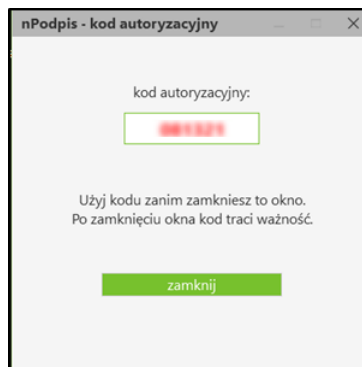 nPodpis - kod autoryzacyjny
kod autoryzacyjny:
Użyj kodu zanim zamkniesz to okno.
Po zamknięciu okna kod traci ważność.
zamknij